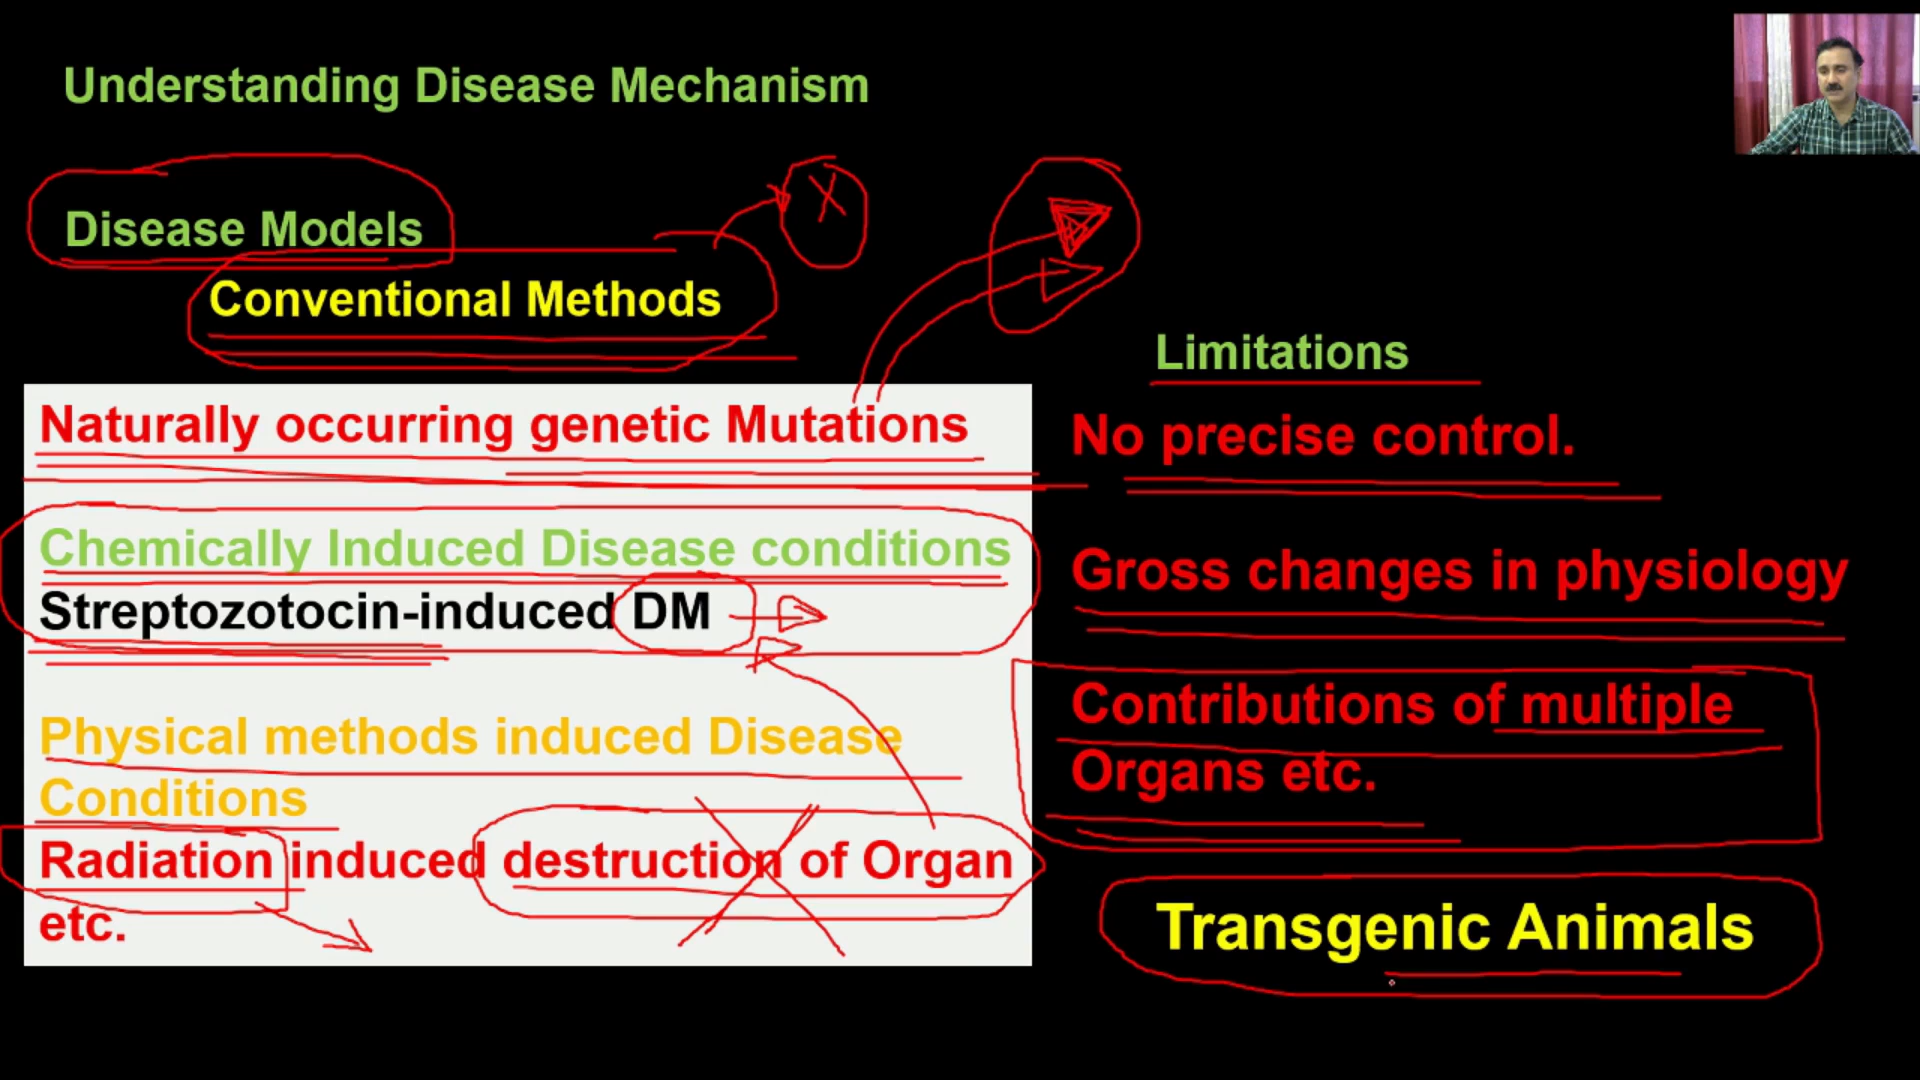 Understanding Disease Mechanism
Disease Models
Conventional Methods
Naturally occurring genetic Mutations
Chemically Induced Disease conditions
Streptozotocin-induced DM
Physical methods induced Disease
Conditions
Radiation induced destruction of Organ
etc.
Limitations
No precise control.
Gross changes in physiology
Contributions of multiple
Organs etc.
Transgenic Animals